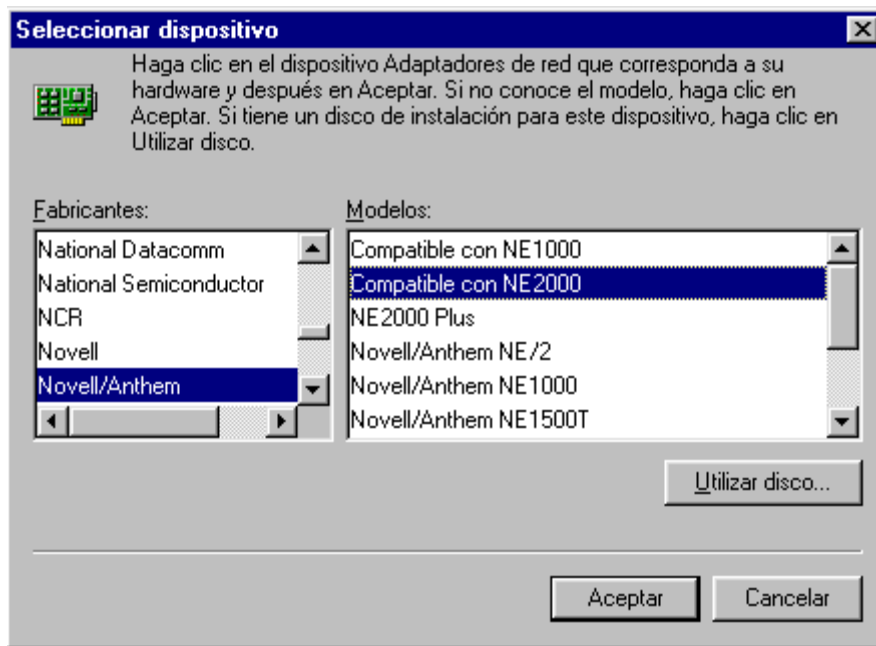 Seleccionar dispositivo
Haga clic en el dispositivo Adaptadores de red que corresponda a su
hardware y después en Aceptar. Si no conoce el modelo, haga clic en
Aceptar. Si tiene un disco de instalación para este dispositivo, haga clic en
Utilizar disco.
Fabricantes:
National Datacomm
National Semiconductor
NCR
Novell
Novell/Anthem
Modelos:
Compatible con NE1000
Compatible con NE2000
NE2000 Plus
Novell/Anthem NE/2
Novell/Anthem NE1000
Novell/Anthem NE1500T
Utilizar disco...
Aceptar
Cancelar